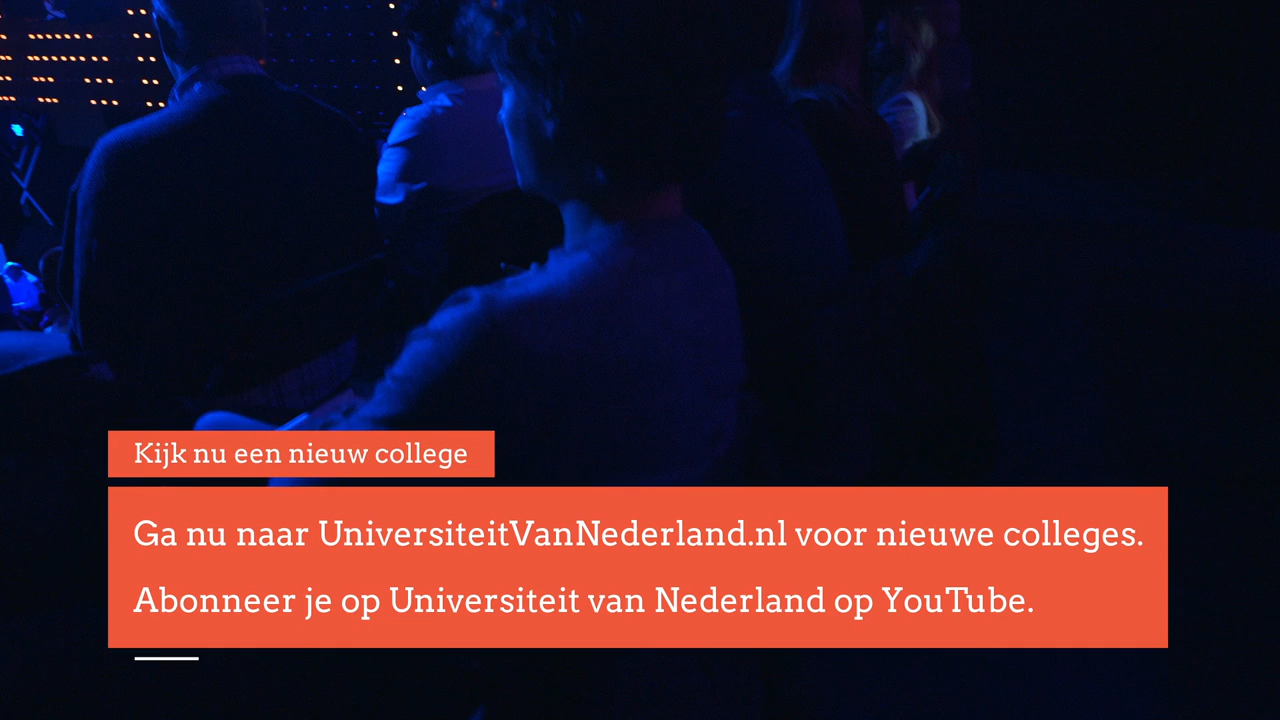 Kijk nu een nieuw college
Ga nu naar UniversiteitVanNederland.nl voor nieuwe colleges.
Abonneer je op Universiteit van Nederland op YouTube.